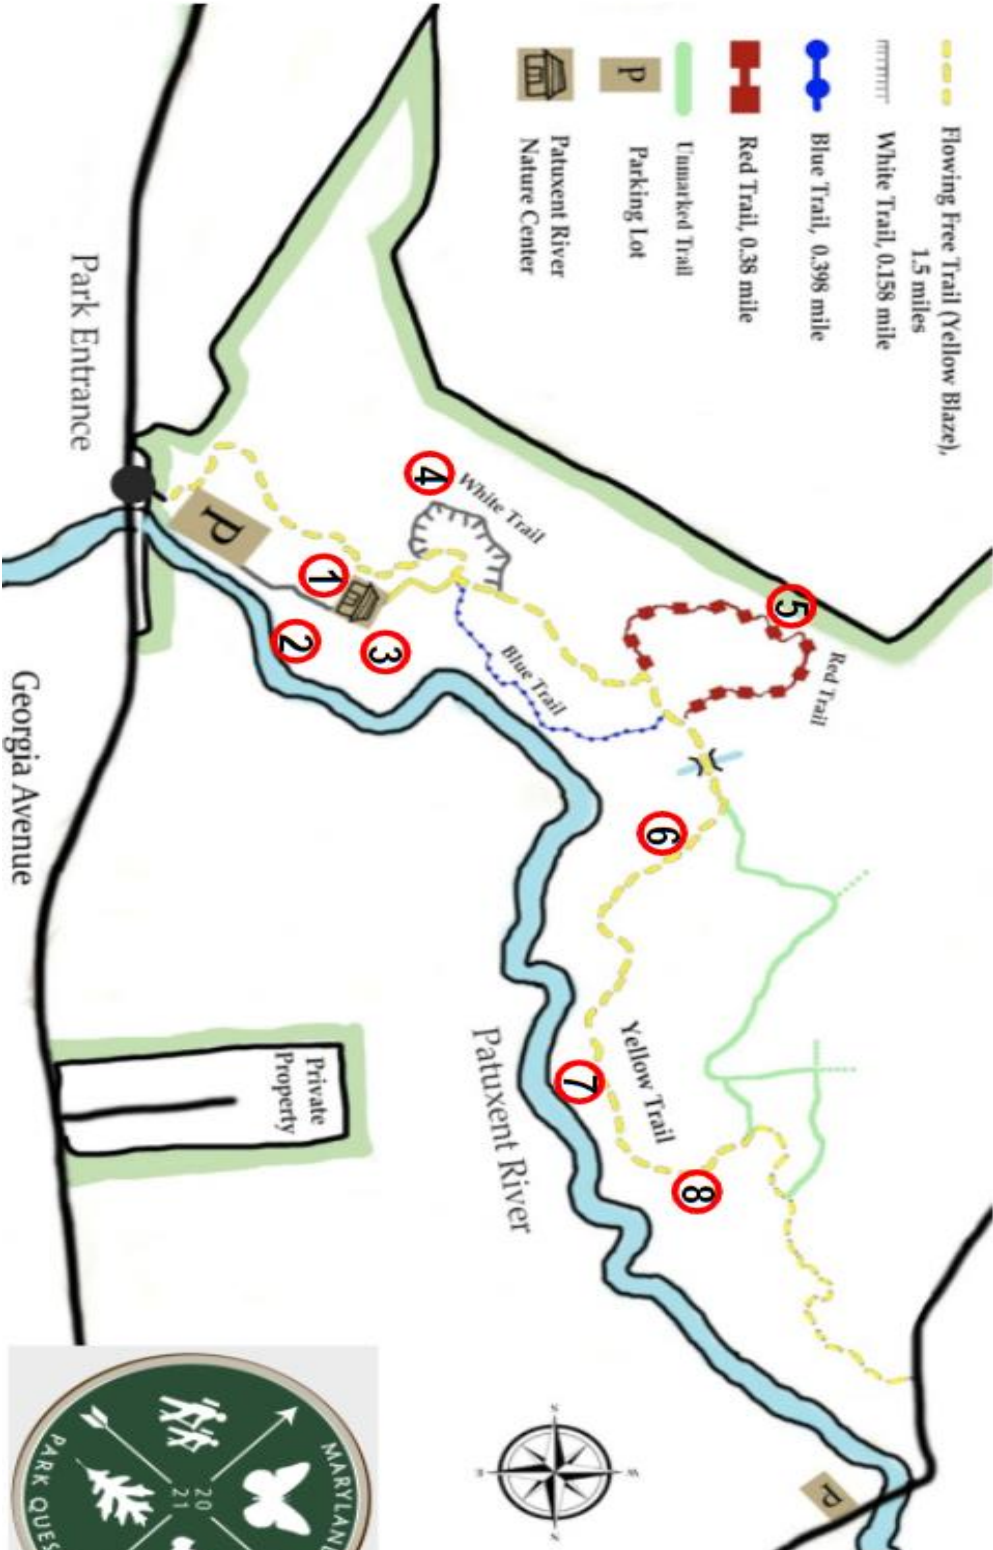 Flowing Free Trail (Yellow Blaze),
1.5 miles
White Trail, 0.158 mile
Blue Trail, 0.398 mile
Red Trail, 0.38 mile
Unmarked Trail
P
Parking Lot
Patuxent River
Nature Center
Park Entrance
Georgia Avenue
P
1
2
3
4
White Trail
5
Red Trail
Blue Trail
6
7
Yellow Trail
8
Patuxent River
Private
Property
P
S
W
E
N
MARYLAND
20
21
PARK QUES